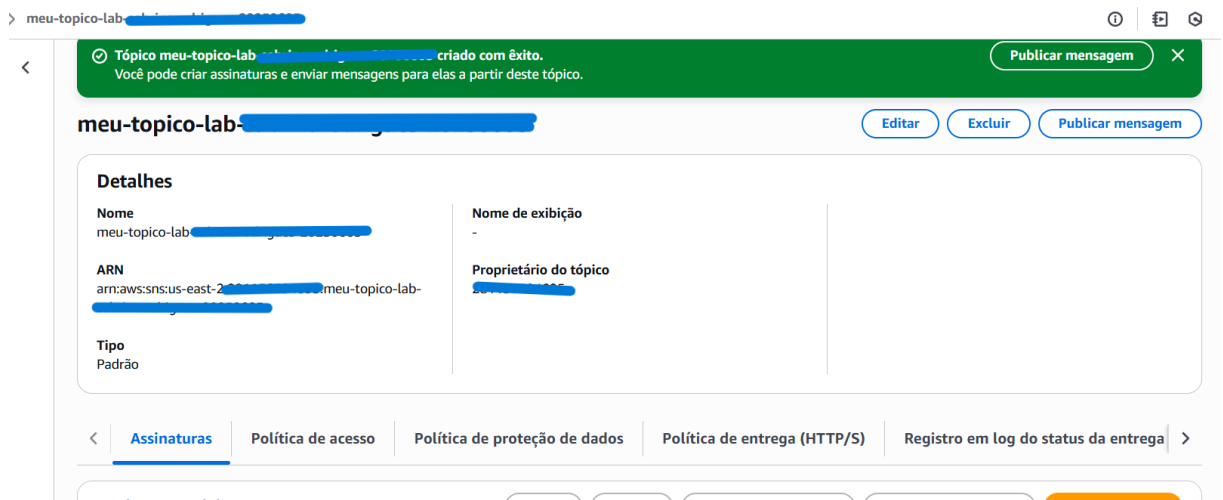 meu-topico-lab-
Tópico meu-topico-lab- criado com êxito.
Publicar mensagem
Você pode criar assinaturas e enviar mensagens para elas a partir deste tópico.
meu-topico-lab-
Editar
Excluir
Publicar mensagem
Detalhes
Nome
meu-topico-lab
Nome de exibição
-
ARN
arn:aws:sns:us-east-2 :meu-topico-lab-
Proprietário do tópico
Tipo
Padrão
Assinaturas
Política de acesso
Política de proteção de dados
Política de entrega (HTTP/S)
Registro em log do status da entrega